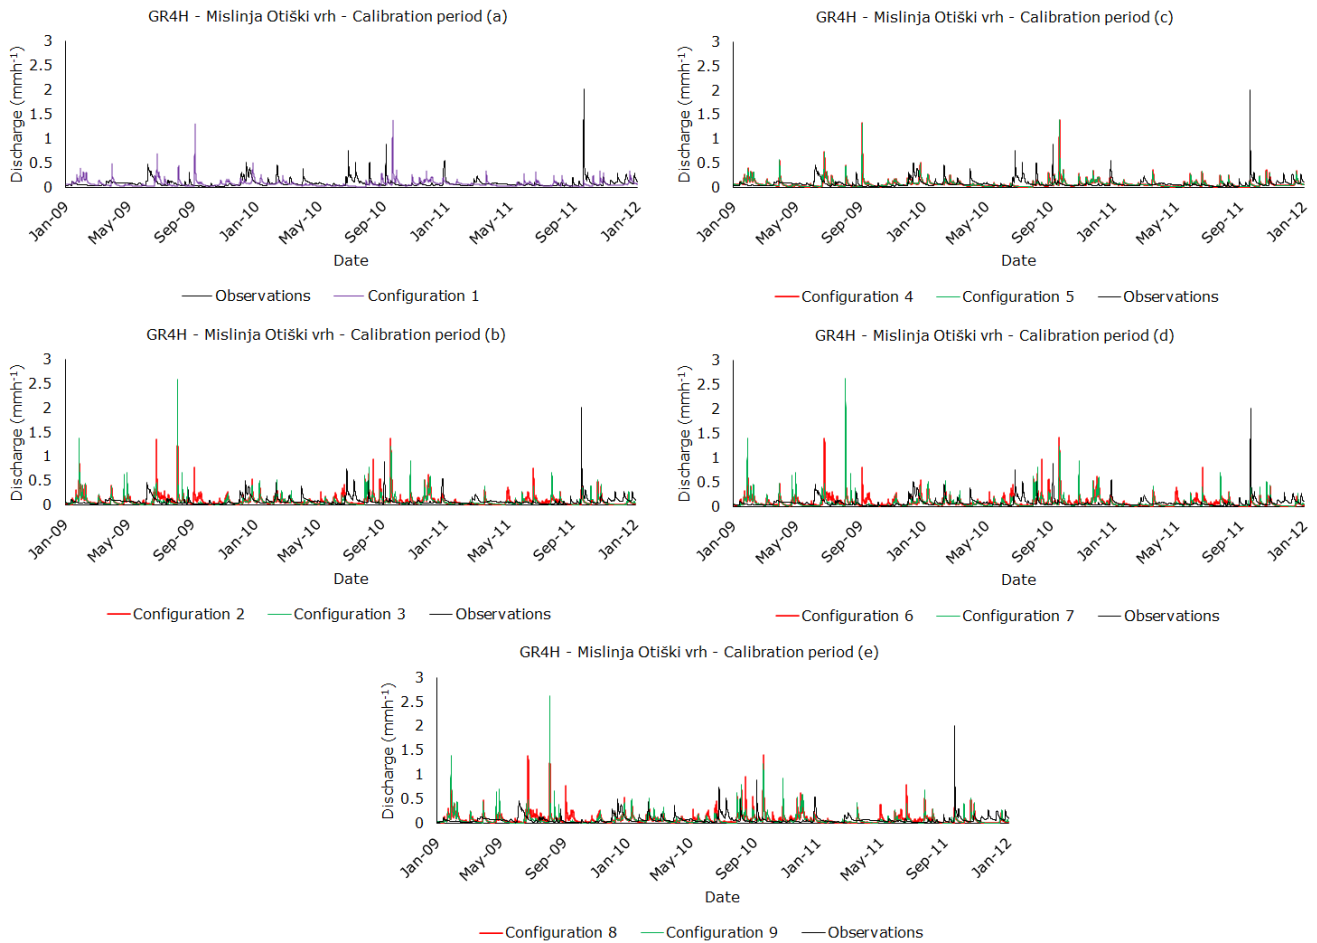 GR4H - Mislinja Otiški vrh - Calibration period (a)
Discharge (mmh⁻¹)
3
2.5
2
1.5
1
0.5
0
Jan-09
May-09
Sep-09
Jan-10
May-10
Sep-10
Jan-11
May-11
Sep-11
Jan-12
Date
Observations
Configuration 1
GR4H - Mislinja Otiški vrh - Calibration period (c)
Discharge (mmh⁻¹)
3
2.5
2
1.5
1
0.5
0
Jan-09
May-09
Sep-09
Jan-10
May-10
Sep-10
Jan-11
May-11
Sep-11
Jan-12
Date
Configuration 4
Configuration 5
Observations
GR4H - Mislinja Otiški vrh - Calibration period (b)
Discharge (mmh⁻¹)
3
2.5
2
1.5
1
0.5
0
Jan-09
May-09
Sep-09
Jan-10
May-10
Sep-10
Jan-11
May-11
Sep-11
Jan-12
Date
Configuration 2
Configuration 3
Observations
GR4H - Mislinja Otiški vrh - Calibration period (d)
Discharge (mmh⁻¹)
3
2.5
2
1.5
1
0.5
0
Jan-09
May-09
Sep-09
Jan-10
May-10
Sep-10
Jan-11
May-11
Sep-11
Jan-12
Date
Configuration 6
Configuration 7
Observations
GR4H - Mislinja Otiški vrh - Calibration period (e)
Discharge (mmh⁻¹)
3
2.5
2
1.5
1
0.5
0
Jan-09
May-09
Sep-09
Jan-10
May-10
Sep-10
Jan-11
May-11
Sep-11
Jan-12
Date
Configuration 8
Configuration 9
Observations